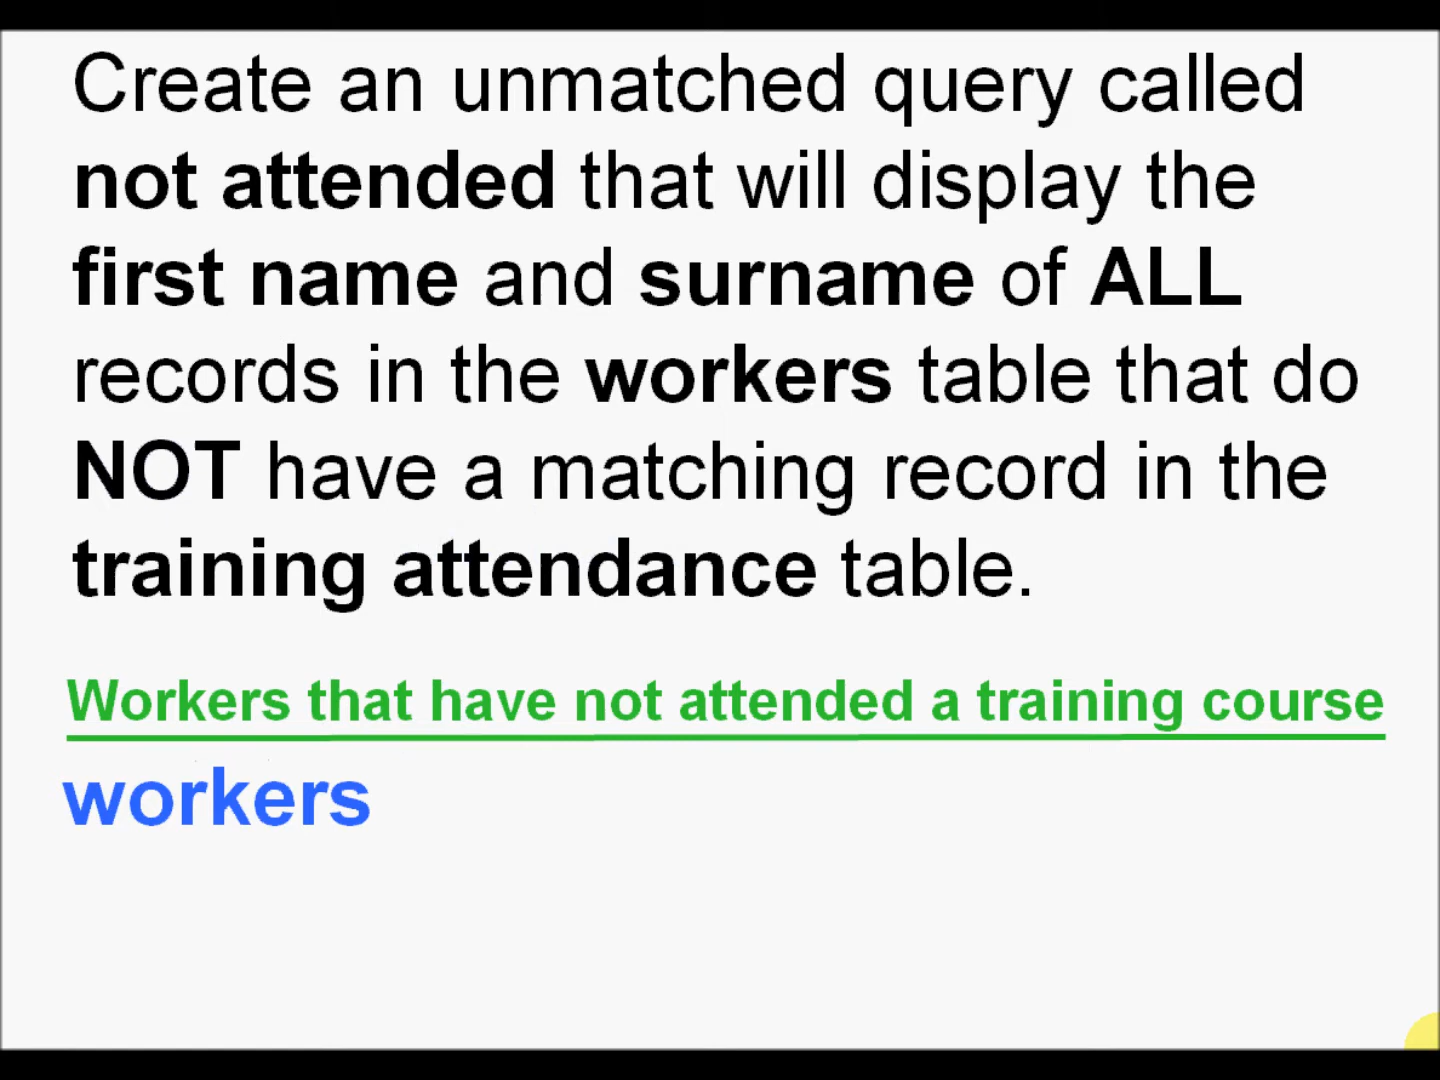 Create an unmatched query called
not attended that will display the
first name and surname of ALL
records in the workers table that do
NOT have a matching record in the
training attendance table.
Workers that have not attended a training course
workers